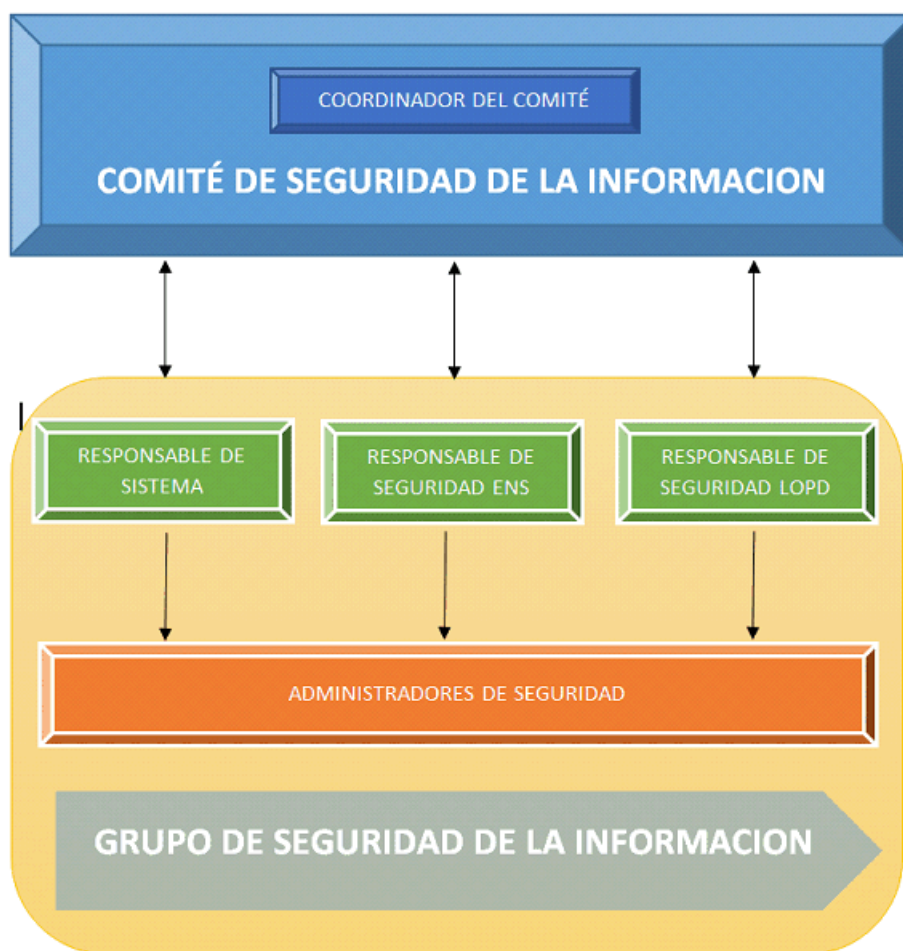 COORDINADOR DEL COMITÉ
COMITÉ DE SEGURIDAD DE LA INFORMACION
RESPONSABLE DE
SISTEMA
RESPONSABLE DE
SEGURIDAD ENS
RESPONSABLE DE
SEGURIDAD LOPD
ADMINISTRADORES DE SEGURIDAD
GRUPO DE SEGURIDAD DE LA INFORMACION